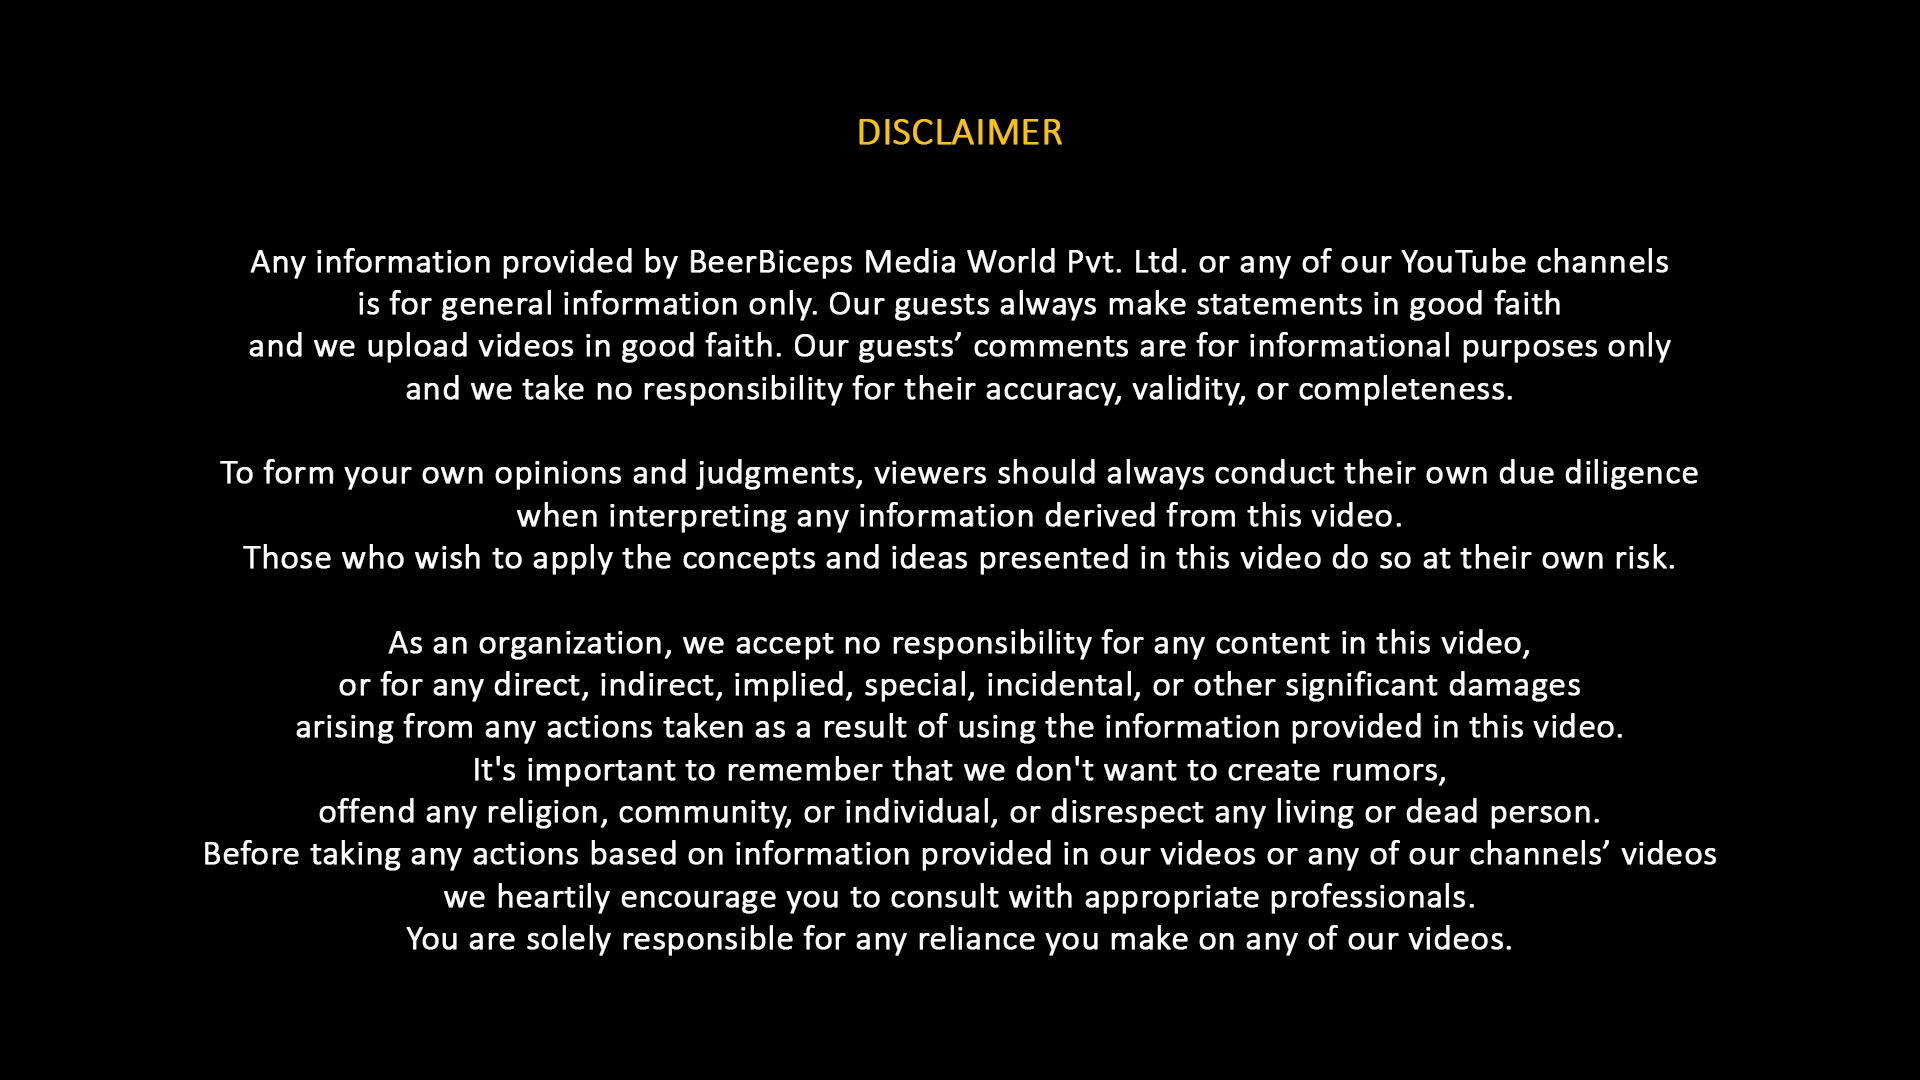 DISCLAIMER
Any information provided by BeerBiceps Media World Pvt. Ltd. or any of our YouTube channels
is for general information only. Our guests always make statements in good faith
and we upload videos in good faith. Our guests’ comments are for informational purposes only
and we take no responsibility for their accuracy, validity, or completeness.
To form your own opinions and judgments, viewers should always conduct their own due diligence
when interpreting any information derived from this video.
Those who wish to apply the concepts and ideas presented in this video do so at their own risk.
As an organization, we accept no responsibility for any content in this video,
or for any direct, indirect, implied, special, incidental, or other significant damages
arising from any actions taken as a result of using the information provided in this video.
It's important to remember that we don't want to create rumors,
offend any religion, community, or individual, or disrespect any living or dead person.
Before taking any actions based on information provided in our videos or any of our channels’ videos
we heartily encourage you to consult with appropriate professionals.
You are solely responsible for any reliance you make on any of our videos.